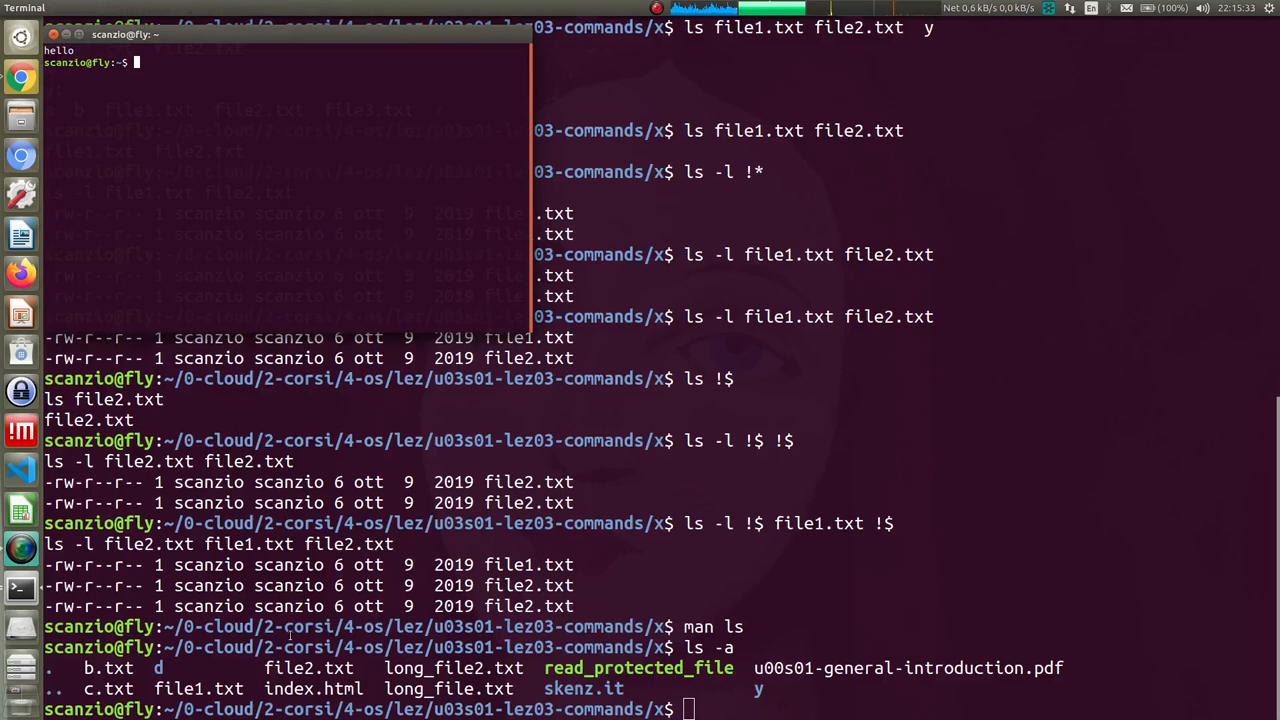 Terminal
Net 0,6 kB/s 0,0 kB/s
En
(100%)
22:15:33
scanzio@fly: ~
hello
scanzio@fly:~$
03-commands/x$ ls file1.txt file2.txt  y
03-commands/x$ ls file1.txt file2.txt
03-commands/x$ ls -l !*
.txt
.txt
03-commands/x$ ls -l file1.txt file2.txt
.txt
.txt
03-commands/x$ ls -l file1.txt file2.txt
-rw-r--r-- 1 scanzio scanzio 6 ott  9  2019 file1.txt
-rw-r--r-- 1 scanzio scanzio 6 ott  9  2019 file2.txt
scanzio@fly:~/0-cloud/2-corsi/4-os/lez/u03s01-lez03-commands/x$ ls !$
ls file2.txt
file2.txt
scanzio@fly:~/0-cloud/2-corsi/4-os/lez/u03s01-lez03-commands/x$ ls -l !$ !$
ls -l file2.txt file2.txt
-rw-r--r-- 1 scanzio scanzio 6 ott  9  2019 file2.txt
-rw-r--r-- 1 scanzio scanzio 6 ott  9  2019 file2.txt
scanzio@fly:~/0-cloud/2-corsi/4-os/lez/u03s01-lez03-commands/x$ ls -l !$ file1.txt !$
ls -l file2.txt file1.txt file2.txt
-rw-r--r-- 1 scanzio scanzio 6 ott  9  2019 file1.txt
-rw-r--r-- 1 scanzio scanzio 6 ott  9  2019 file2.txt
-rw-r--r-- 1 scanzio scanzio 6 ott  9  2019 file2.txt
scanzio@fly:~/0-cloud/2-corsi/4-os/lez/u03s01-lez03-commands/x$ man ls
scanzio@fly:~/0-cloud/2-corsi/4-os/lez/u03s01-lez03-commands/x$ ls -a
.   b.txt  d          file2.txt   long_file2.txt  read_protected_file  u00s01-general-introduction.pdf
..  c.txt  file1.txt  index.html  long_file.txt   skenz.it             y
scanzio@fly:~/0-cloud/2-corsi/4-os/lez/u03s01-lez03-commands/x$